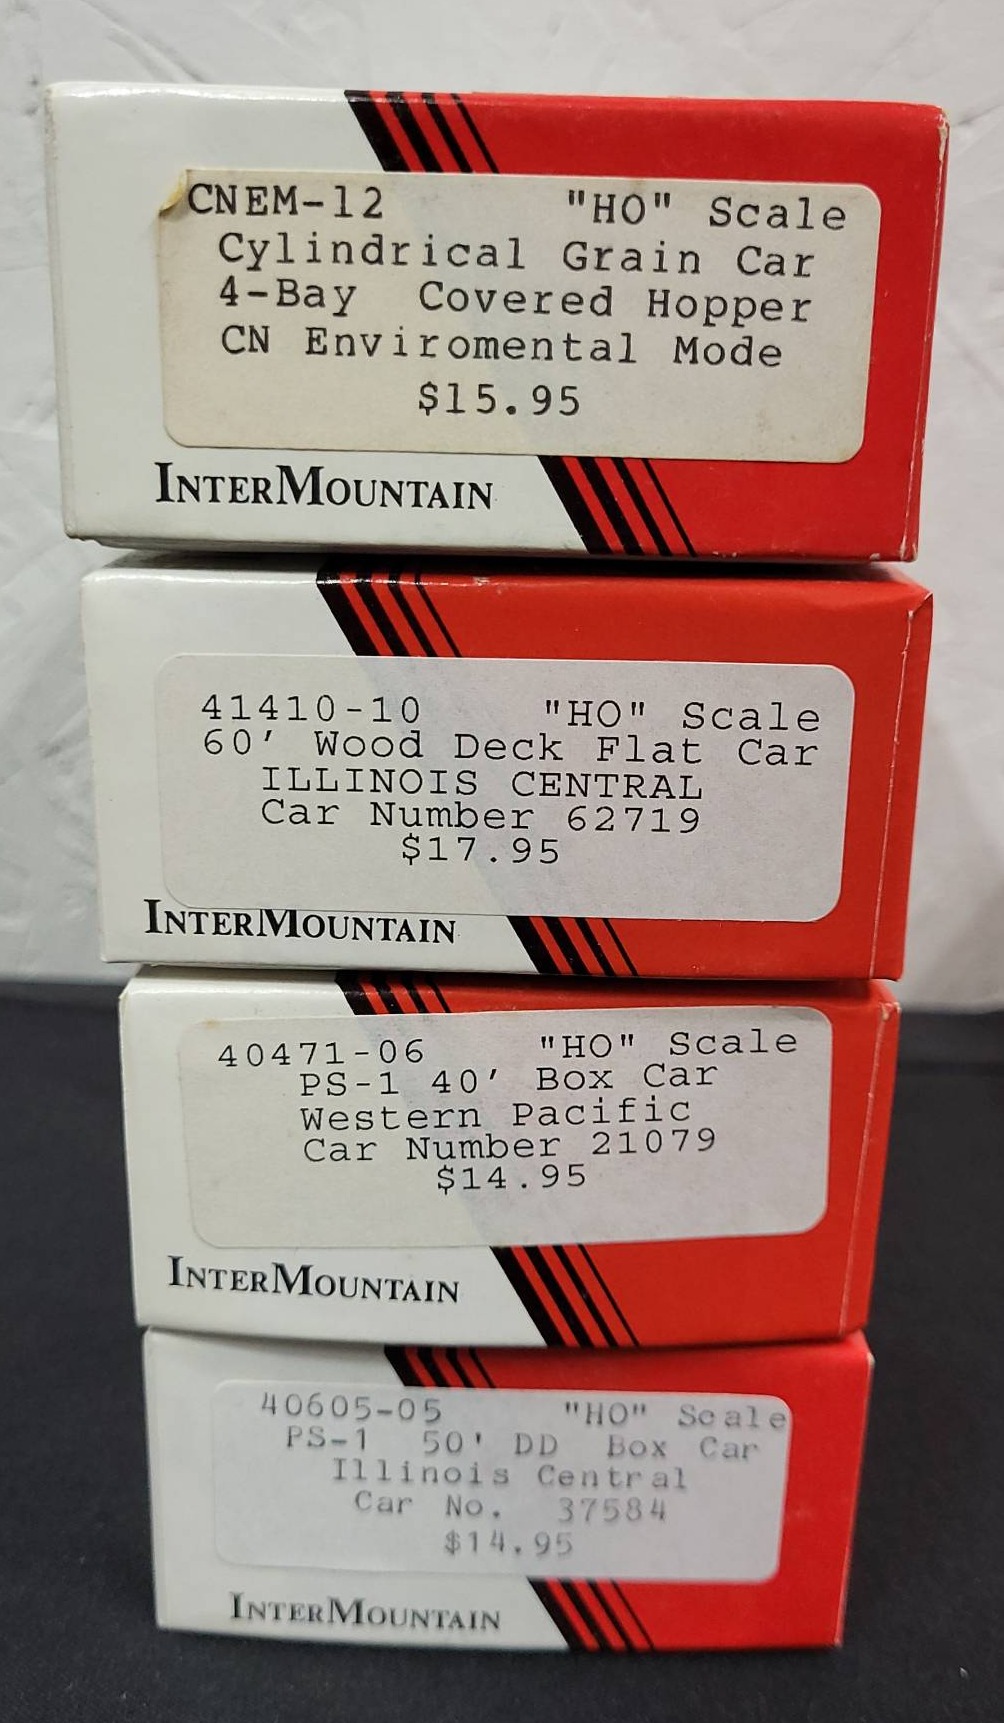 CNEM-12 "HO" Scale
Cylindrical Grain Car
4-Bay Covered Hopper
CN Enviromental Mode
$15.95
INTERMOUNTAIN
41410-10 "HO" Scale
60' Wood Deck Flat Car
ILLINOIS CENTRAL
Car Number 62719
$17.95
INTERMOUNTAIN
40471-06 "HO" Scale
PS-1 40' Box Car
Western Pacific
Car Number 21079
$14.95
INTERMOUNTAIN
40605-05 "HO" Scale
PS-1 50' DD Box Car
Illinois Central
Car No. 37584
$14.95
INTERMOUNTAIN